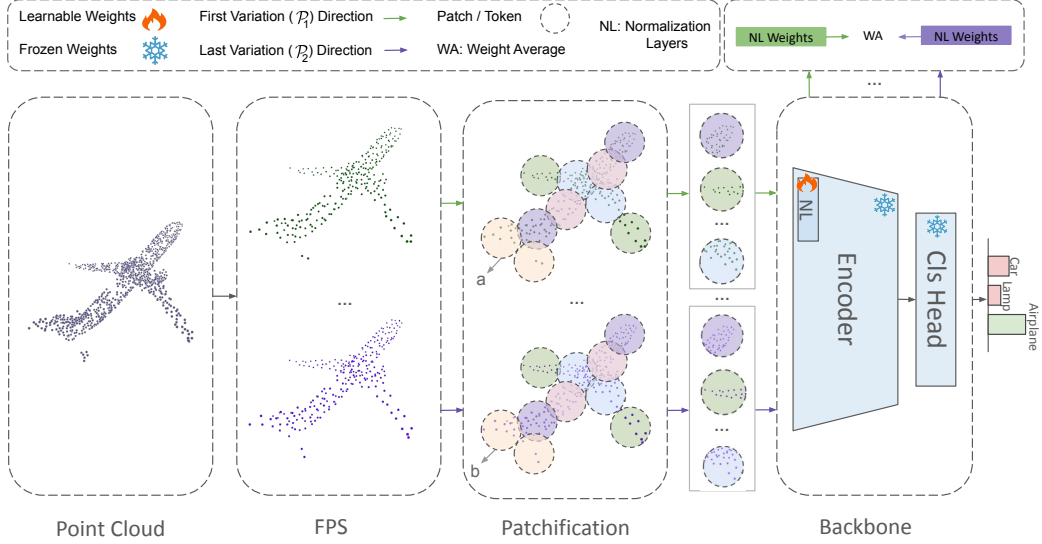 Learnable Weights
First Variation (𝒫₁) Direction
Patch / Token
NL: Normalization
Layers
Frozen Weights
Last Variation (𝒫₂) Direction
WA: Weight Average
NL Weights
WA
NL Weights
...
a
b
...
...
...
...
...
NL
Encoder
Cls Head
Car
Lamp
Airplane
Point Cloud
FPS
Patchification
Backbone